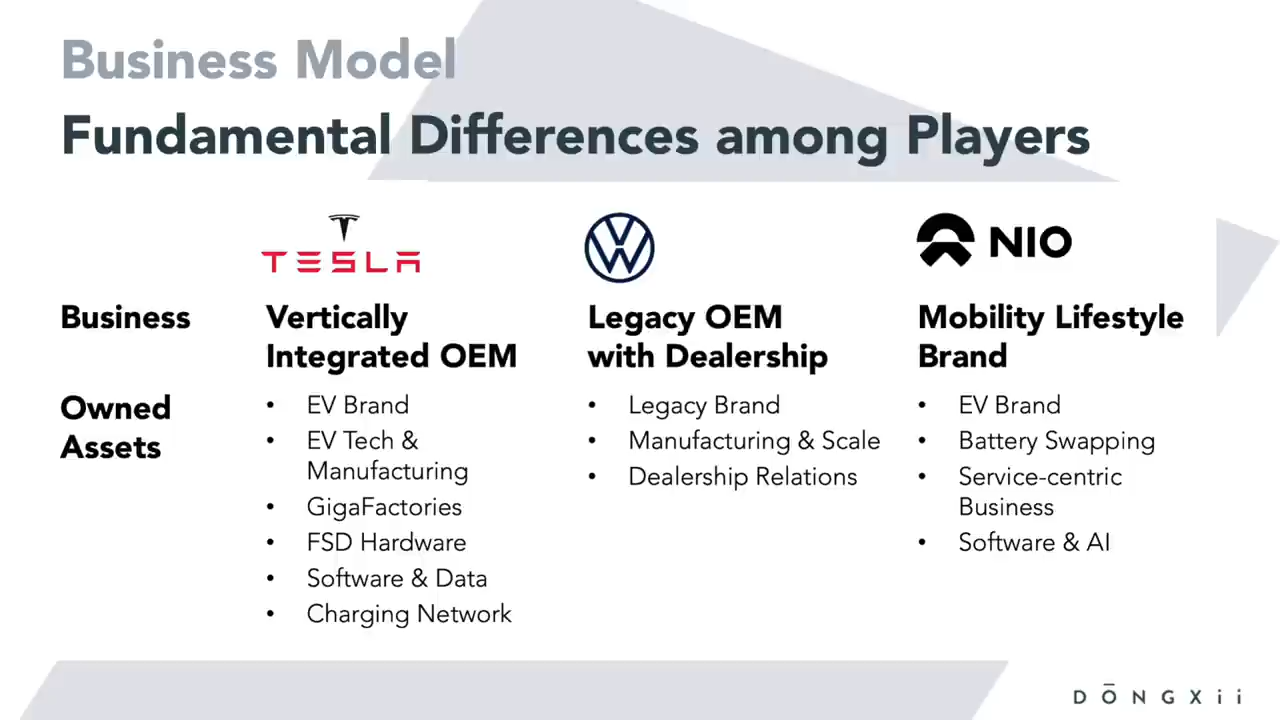 Business Model
Fundamental Differences among Players
TESLA
NIO
Business
Vertically
Integrated OEM
Legacy OEM
with Dealership
Mobility Lifestyle
Brand
Owned
Assets
• EV Brand
• EV Tech &
Manufacturing
• GigaFactories
• FSD Hardware
• Software & Data
• Charging Network
• Legacy Brand
• Manufacturing & Scale
• Dealership Relations
• EV Brand
• Battery Swapping
• Service-centric
Business
• Software & AI
DŌNGXii